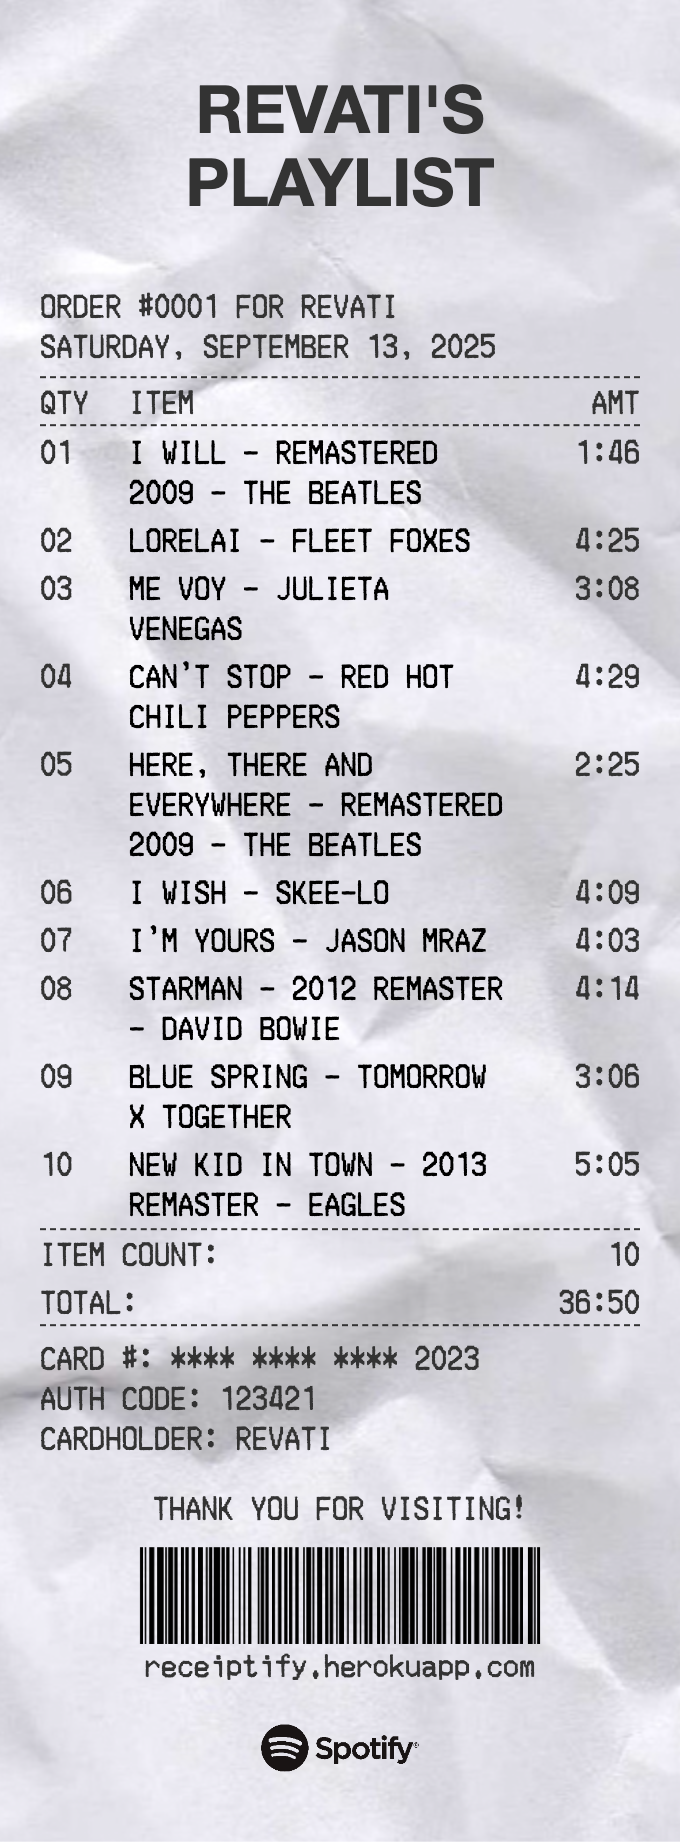 REVATI'S
PLAYLIST
ORDER #0001 FOR REVATI
SATURDAY, SEPTEMBER 13, 2025
QTY ITEM AMT
01 I WILL - REMASTERED 1:46
2009 - THE BEATLES
02 LORELAI - FLEET FOXES 4:25
03 ME VOY - JULIETA 3:08
VENEGAS
04 CAN'T STOP - RED HOT 4:29
CHILI PEPPERS
05 HERE, THERE AND 2:25
EVERYWHERE - REMASTERED
2009 - THE BEATLES
06 I WISH - SKEE-LO 4:09
07 I'M YOURS - JASON MRAZ 4:03
08 STARMAN - 2012 REMASTER 4:14
- DAVID BOWIE
09 BLUE SPRING - TOMORROW 3:06
X TOGETHER
10 NEW KID IN TOWN - 2013 5:05
REMASTER - EAGLES
ITEM COUNT: 10
TOTAL: 36:50
CARD #: **** **** **** 2023
AUTH CODE: 123421
CARDHOLDER: REVATI
THANK YOU FOR VISITING!
receiptify.herokuapp.com
Spotify